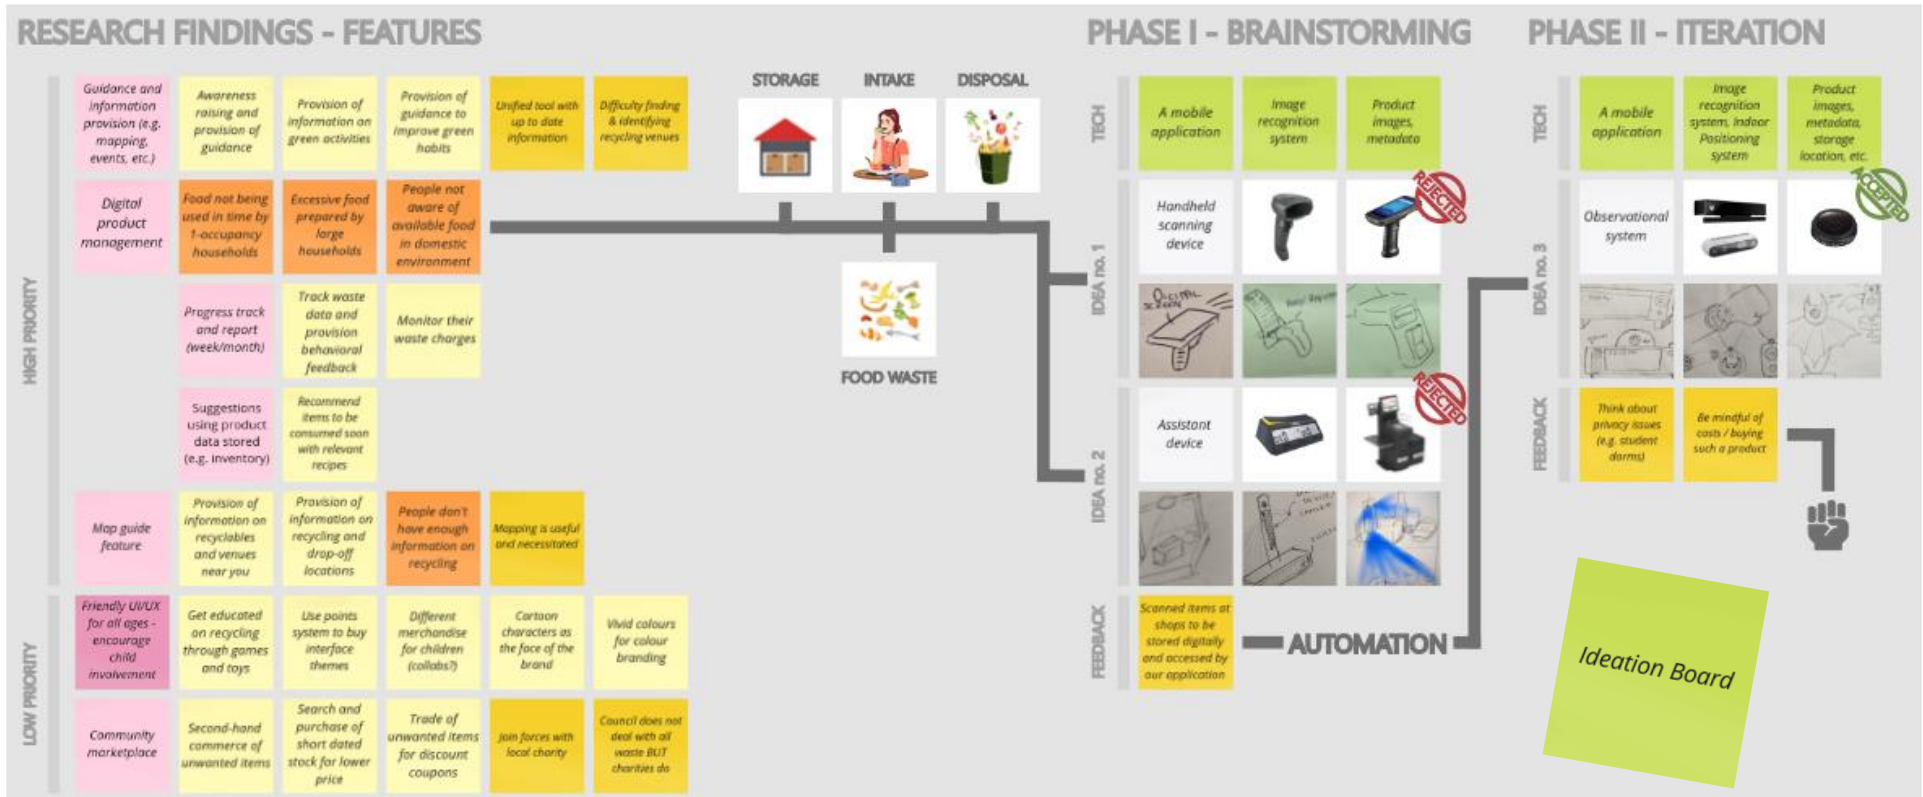 RESEARCH FINDINGS - FEATURES
HIGH PRIORITY
Guidance and
information
provision (e.g.
mapping,
events, etc.)
Awareness
raising and
provision of
guidance
Provision of
information on
green activities
Provision of
guidance to
improve green
habits
Unified tool with
up to date
information
Difficulty finding
& identifying
recycling venues
Digital
product
management
Food not being
used in time by
1-occupancy
households
Excessive food
prepared by
large
households
People not
aware of
available food
in domestic
environment
Progress track
and report
(week/month)
Track waste
data and
provision
behavioral
feedback
Monitor their
waste charges
Suggestions
using product
data stored
(e.g. inventory)
Recommend
items to be
consumed soon
with relevant
recipes
Map guide
feature
Provision of
information on
recyclables
and venues
near you
Provision of
information on
recycling and
drop-off
locations
People don't
have enough
information on
recycling
Mapping is useful
and necessitated
LOW PRIORITY
Friendly UI/UX
for all ages -
encourage
child
involvement
Get educated
on recycling
through games
and toys
Use points
system to buy
interface
themes
Different
merchandise
for children
(collabs?)
Cartoon
characters as
the face of the
brand
Vivid colours
for colour
branding
Community
marketplace
Second-hand
commerce of
unwanted items
Search and
purchase of
short dated
stock for lower
price
Trade of
unwanted items
for discount
coupons
Join forces with
local charity
Council does not
deal with all
waste BUT
charities do
STORAGE
INTAKE
DISPOSAL
FOOD WASTE
PHASE I - BRAINSTORMING
TECH
A mobile
application
Image
recognition
system
Product
images,
metadata
IDEA no. 1
Handheld
scanning
device
REJECTED
DIGITAL
SCREEN
IDEA no. 2
Assistant
device
REJECTED
FEEDBACK
Scanned items at
shops to be
stored digitally
and accessed by
our application
AUTOMATION
PHASE II - ITERATION
TECH
A mobile
application
Image
recognition
system, Indoor
Positioning
system
Product
images,
metadata,
storage
location, etc.
IDEA no. 3
Observational
system
ACCEPTED
FEEDBACK
Think about
privacy issues
(e.g. student
dorms)
Be mindful of
costs / buying
such a product
Ideation Board